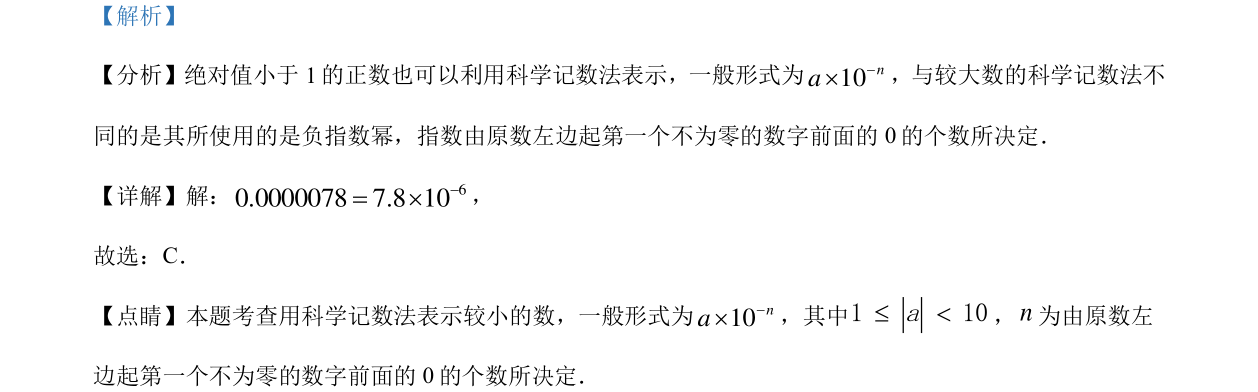 【解析】
【分析】绝对值小于 1 的正数也可以利用科学记数法表示，一般形式为 a×10⁻ⁿ，与较大数的科学记数法不
同的是其所使用的是负指数幂，指数由原数左边起第一个不为零的数字前面的 0 的个数所决定．
【详解】解：0.0000078＝7.8×10⁻⁶，
故选：C．
【点睛】本题考查用科学记数法表示较小的数，一般形式为 a×10⁻ⁿ，其中1 ≤ |a| < 10，n 为由原数左
边起第一个不为零的数字前面的 0 的个数所决定．